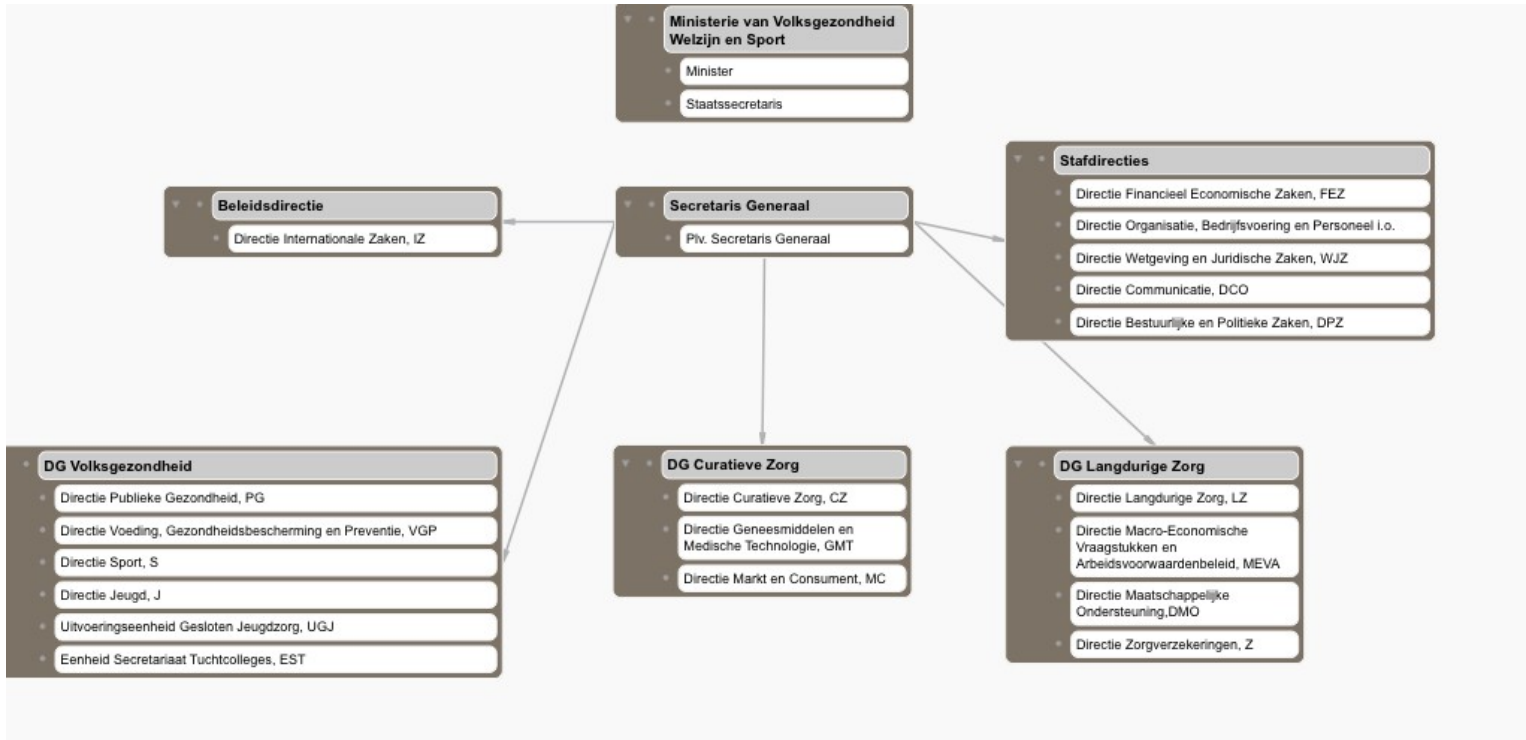 Ministerie van Volksgezondheid
Welzijn en Sport
Minister
Staatssecretaris
Beleidsdirectie
Directie Internationale Zaken, IZ
Secretaris Generaal
Plv. Secretaris Generaal
Stafdirecties
Directie Financieel Economische Zaken, FEZ
Directie Organisatie, Bedrijfsvoering en Personeel i.o.
Directie Wetgeving en Juridische Zaken, WJZ
Directie Communicatie, DCO
Directie Bestuurlijke en Politieke Zaken, DPZ
DG Volksgezondheid
Directie Publieke Gezondheid, PG
Directie Voeding, Gezondheidsbescherming en Preventie, VGP
Directie Sport, S
Directie Jeugd, J
Uitvoeringseenheid Gesloten Jeugdzorg, UGJ
Eenheid Secretariaat Tuchtcolleges, EST
DG Curatieve Zorg
Directie Curatieve Zorg, CZ
Directie Geneesmiddelen en
Medische Technologie, GMT
Directie Markt en Consument, MC
DG Langdurige Zorg
Directie Langdurige Zorg, LZ
Directie Macro-Economische
Vraagstukken en
Arbeidsvoorwaardenbeleid, MEVA
Directie Maatschappelijke
Ondersteuning,DMO
Directie Zorgverzekeringen, Z